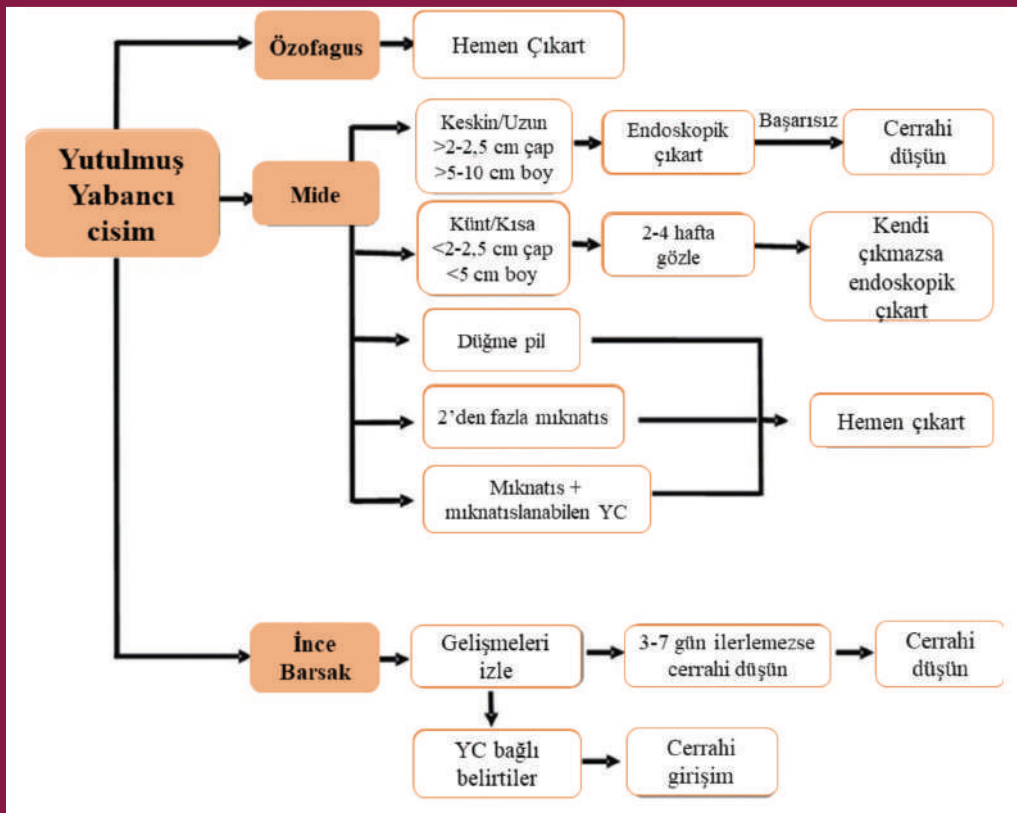 Özofagus
Hemen Çıkart
Yutulmuş
Yabancı
cisim
Mide
Keskin/Uzun
>2-2,5 cm çap
>5-10 cm boy
Endoskopik
çıkart
Başarısız
Cerrahi
düşün
Künt/Kısa
<2-2,5 cm çap
<5 cm boy
2-4 hafta
gözle
Kendi
çıkmazsa
endoskopik
çıkart
Düğme pil
2’den fazla mıknatıs
Mıknatıs +
mıknatıslanabilen YC
Hemen çıkart
İnce
Barsak
Gelişmeleri
izle
3-7 gün ilerlemezse
cerrahi düşün
Cerrahi
düşün
YC bağlı
belirtiler
Cerrahi
girişim